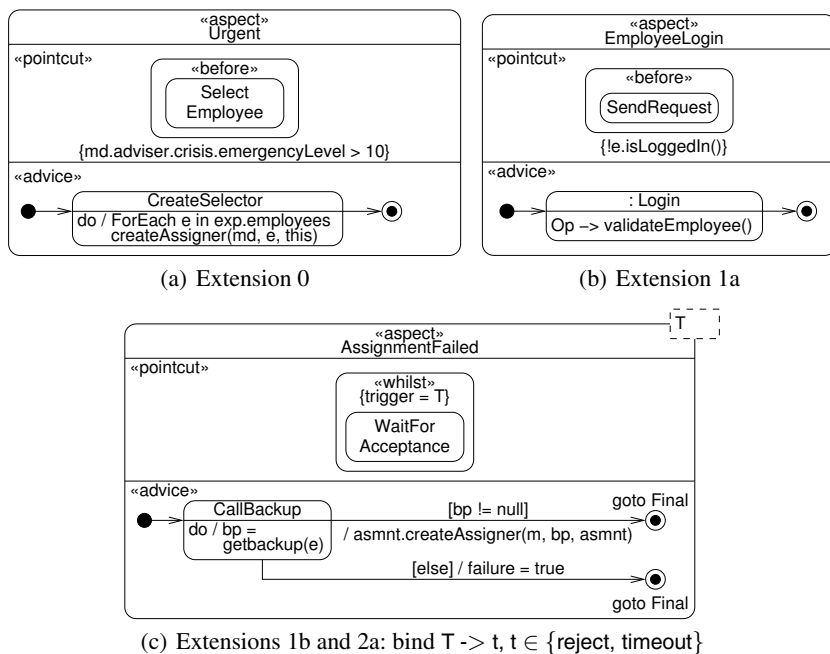 «aspect»
Urgent
«pointcut»
«before»
Select
Employee
{md.adviser.crisis.emergencyLevel > 10}
«advice»
CreateSelector
do / ForEach e in exp.employees
createAssigner(md, e, this)
(a) Extension 0
«aspect»
EmployeeLogin
«pointcut»
«before»
SendRequest
{!e.isLoggedIn()}
«advice»
: Login
Op −> validateEmployee()
(b) Extension 1a
T
«aspect»
AssignmentFailed
«pointcut»
«whilst»
{trigger = T}
WaitFor
Acceptance
«advice»
CallBackup
do / bp =
getbackup(e)
[bp != null]
/ asmnt.createAssigner(m, bp, asmnt)
goto Final
[else] / failure = true
goto Final
(c) Extensions 1b and 2a: bind T -> t, t ∈ {reject, timeout}